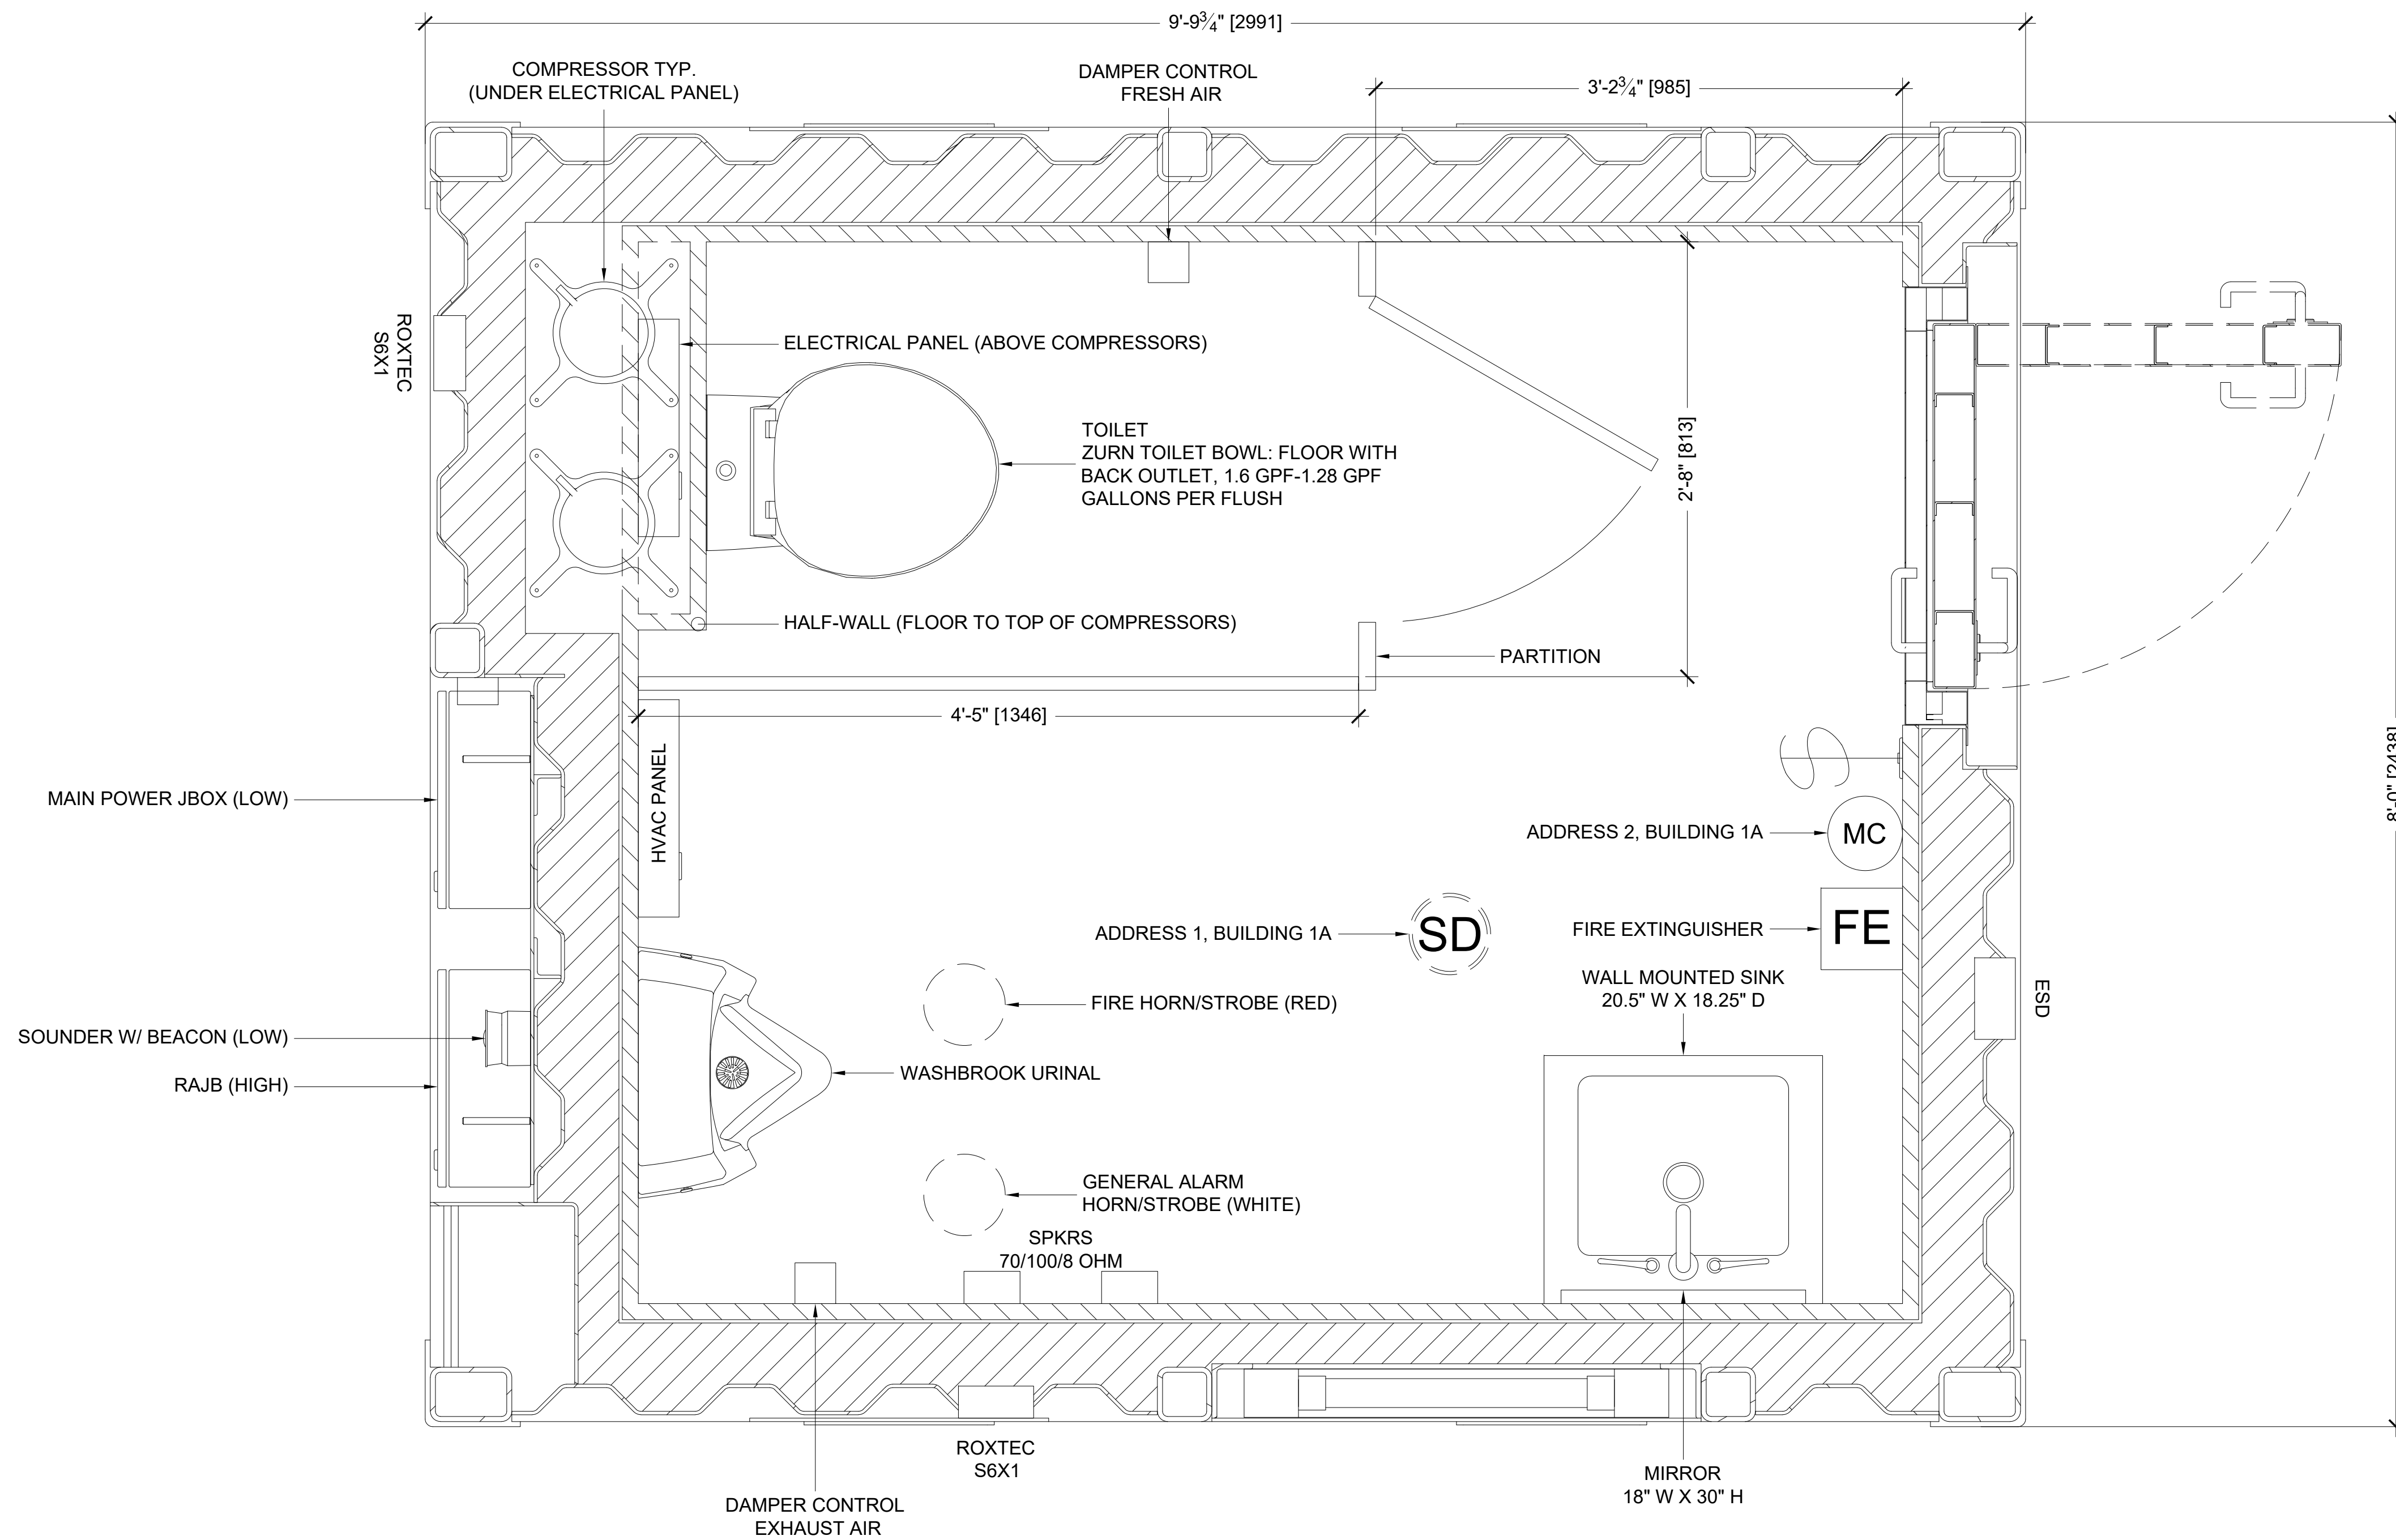 9'-9¾" [2991]
COMPRESSOR TYP.
(UNDER ELECTRICAL PANEL)
DAMPER CONTROL
FRESH AIR
3'-2¾" [985]
ROXTEC
S6X1
ELECTRICAL PANEL (ABOVE COMPRESSORS)
TOILET
ZURN TOILET BOWL: FLOOR WITH
BACK OUTLET, 1.6 GPF-1.28 GPF
GALLONS PER FLUSH
2'-8" [813]
HALF-WALL (FLOOR TO TOP OF COMPRESSORS)
PARTITION
4'-5" [1346]
8'-0" [2438]
HVAC PANEL
MAIN POWER JBOX (LOW)
ADDRESS 2, BUILDING 1A
MC
ADDRESS 1, BUILDING 1A
SD
FIRE EXTINGUISHER
FE
WALL MOUNTED SINK
20.5" W X 18.25" D
ESD
FIRE HORN/STROBE (RED)
SOUNDER W/ BEACON (LOW)
RAJB (HIGH)
WASHBROOK URINAL
GENERAL ALARM
HORN/STROBE (WHITE)
SPKRS
70/100/8 OHM
ROXTEC
S6X1
MIRROR
18" W X 30" H
DAMPER CONTROL
EXHAUST AIR